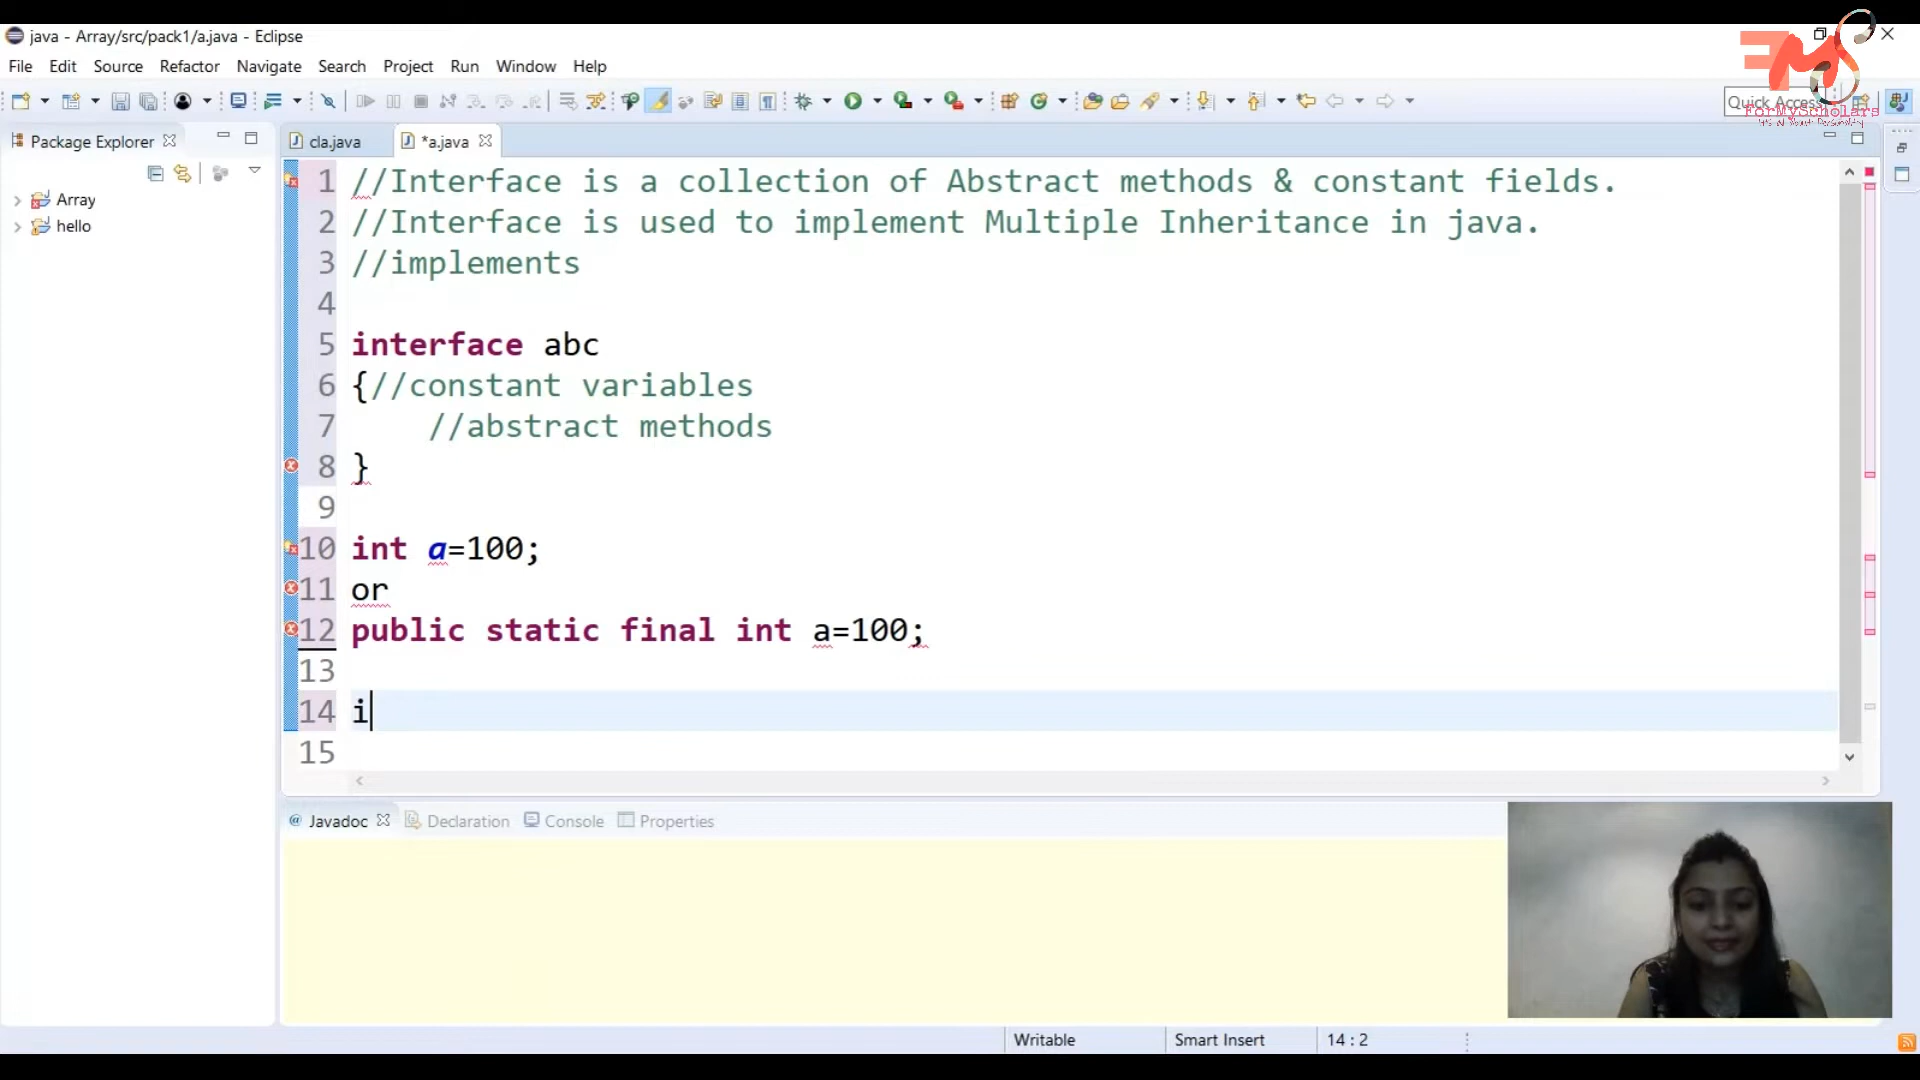 java - Array/src/pack1/a.java - Eclipse
File Edit Source Refactor Navigate Search Project Run Window Help
Quick Access
ForMyScholars
Package Explorer
cla.java
*a.java
Array
hello
1 //Interface is a collection of Abstract methods & constant fields.
2 //Interface is used to implement Multiple Inheritance in java.
3 //implements
4
5 interface abc
6 {//constant variables
7 //abstract methods
8 }
9
10 int a=100;
11 or
12 public static final int a=100;
13
14 i
15
@ Javadoc Declaration Console Properties
Writable Smart Insert 14 : 2